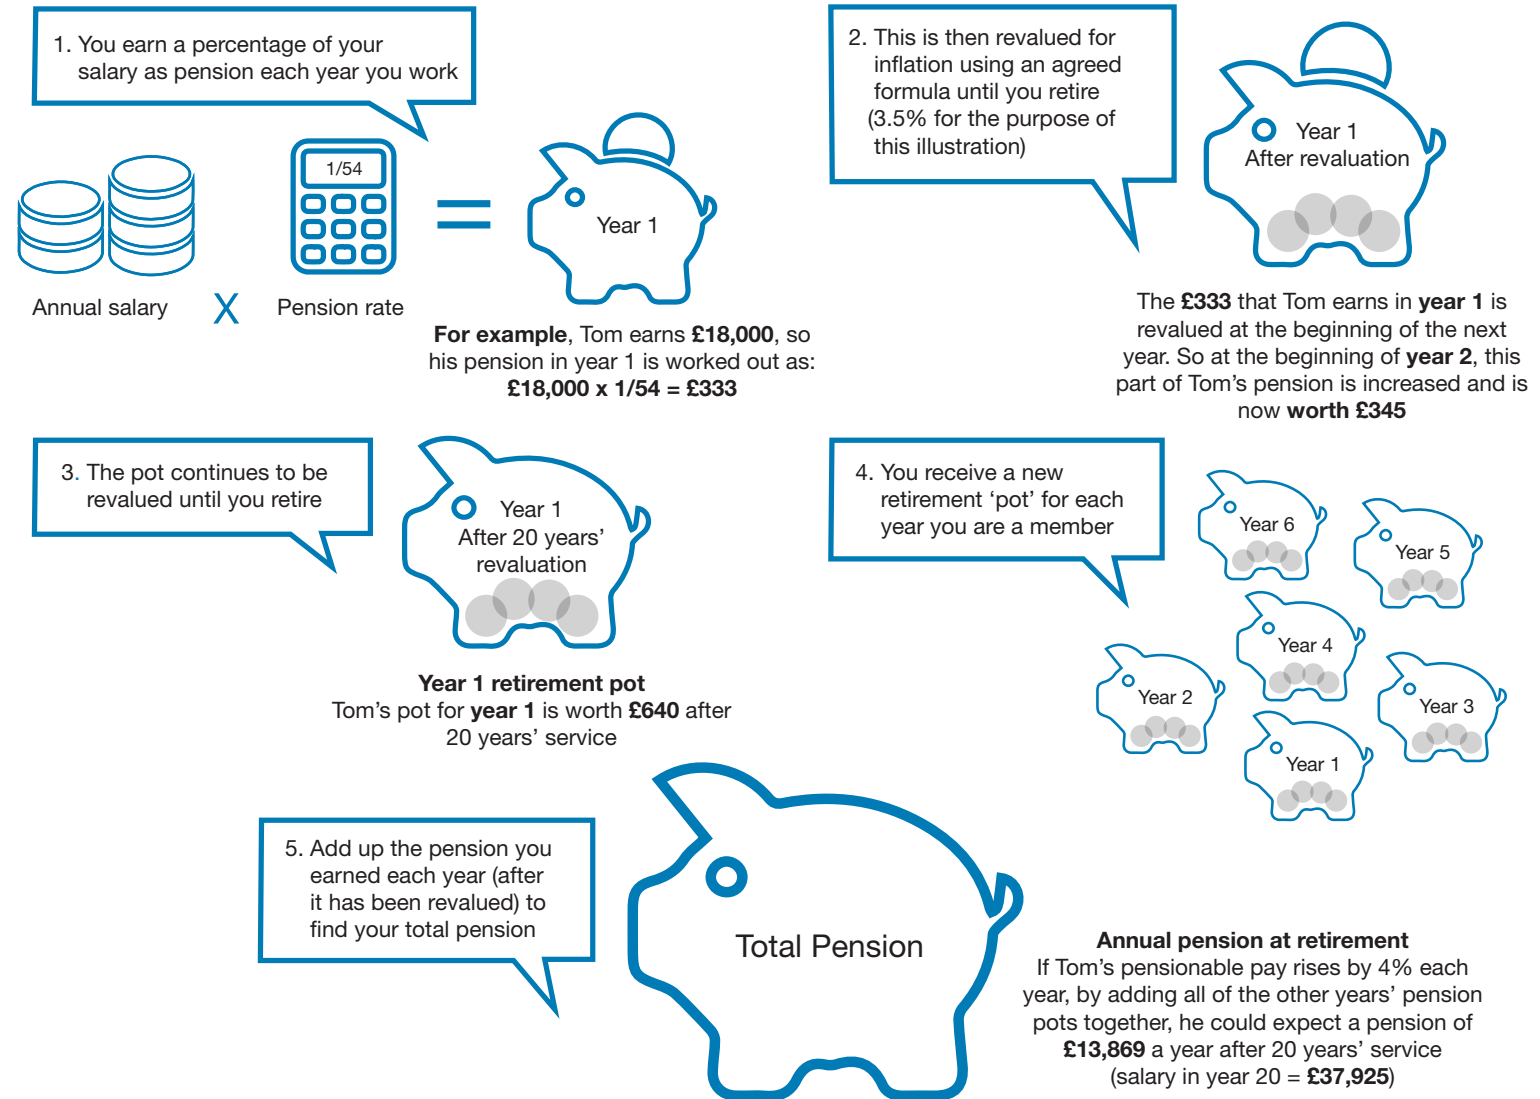 1. You earn a percentage of your
salary as pension each year you work
1/54
Annual salary
X
Pension rate
Year 1
For example, Tom earns £18,000, so
his pension in year 1 is worked out as:
£18,000 x 1/54 = £333
2. This is then revalued for
inflation using an agreed
formula until you retire
(3.5% for the purpose of
this illustration)
Year 1
After revaluation
The £333 that Tom earns in year 1 is
revalued at the beginning of the next
year. So at the beginning of year 2, this
part of Tom’s pension is increased and is
now worth £345
3. The pot continues to be
revalued until you retire
Year 1
After 20 years’
revaluation
Year 1 retirement pot
Tom’s pot for year 1 is worth £640 after
20 years’ service
4. You receive a new
retirement ‘pot’ for each
year you are a member
Year 6
Year 5
Year 4
Year 2
Year 3
Year 1
5. Add up the pension you
earned each year (after
it has been revalued) to
find your total pension
Total Pension
Annual pension at retirement
If Tom’s pensionable pay rises by 4% each
year, by adding all of the other years’ pension
pots together, he could expect a pension of
£13,869 a year after 20 years’ service
(salary in year 20 = £37,925)